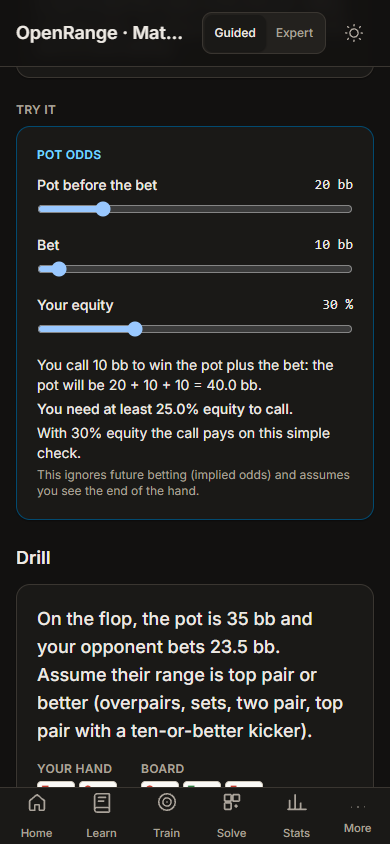 OpenRange · Mat...
Guided
Expert
TRY IT
POT ODDS
Pot before the bet
20 bb
Bet
10 bb
Your equity
30 %
You call 10 bb to win the pot plus the bet: the
pot will be 20 + 10 + 10 = 40.0 bb.
You need at least 25.0% equity to call.
With 30% equity the call pays on this simple
check.
This ignores future betting (implied odds) and assumes
you see the end of the hand.
Drill
On the flop, the pot is 35 bb and
your opponent bets 23.5 bb.
Assume their range is top pair or
better (overpairs, sets, two pair, top
pair with a ten-or-better kicker).
YOUR HAND
BOARD
Home
Learn
Train
Solve
Stats
More